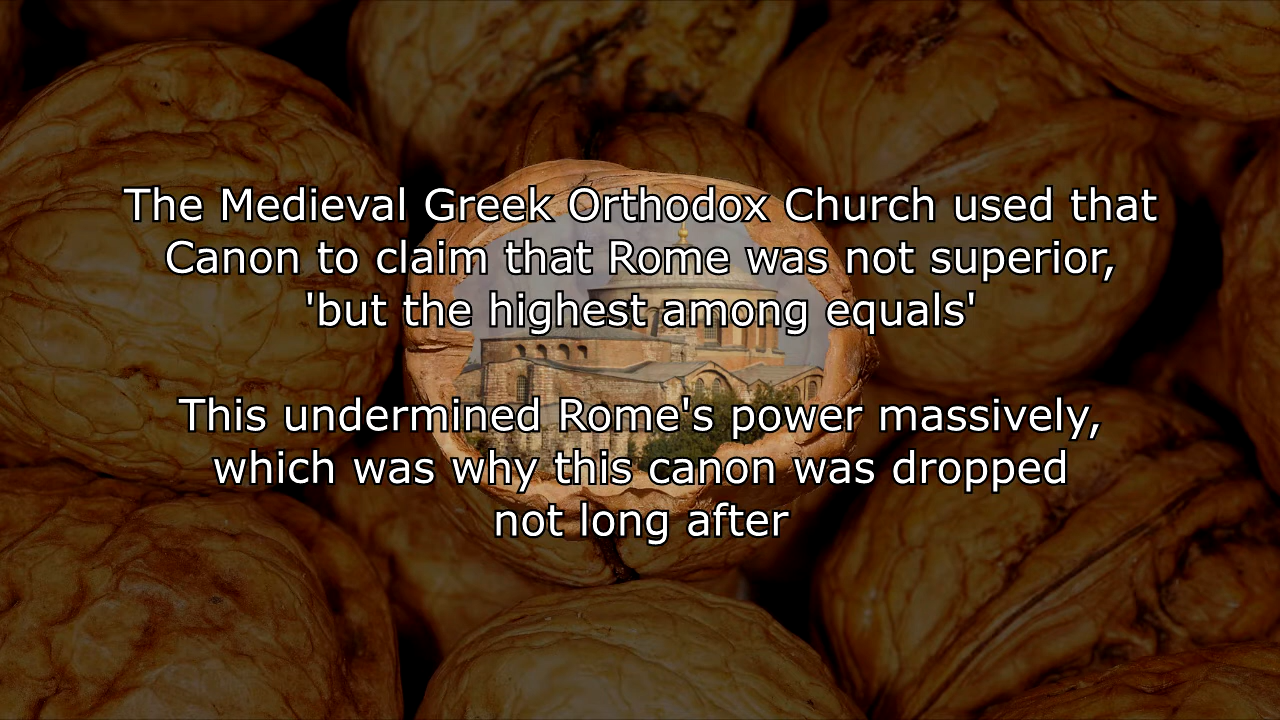 The Medieval Greek Orthodox Church used that
Canon to claim that Rome was not superior,
'but the highest among equals'
This undermined Rome's power massively,
which was why this canon was dropped
not long after